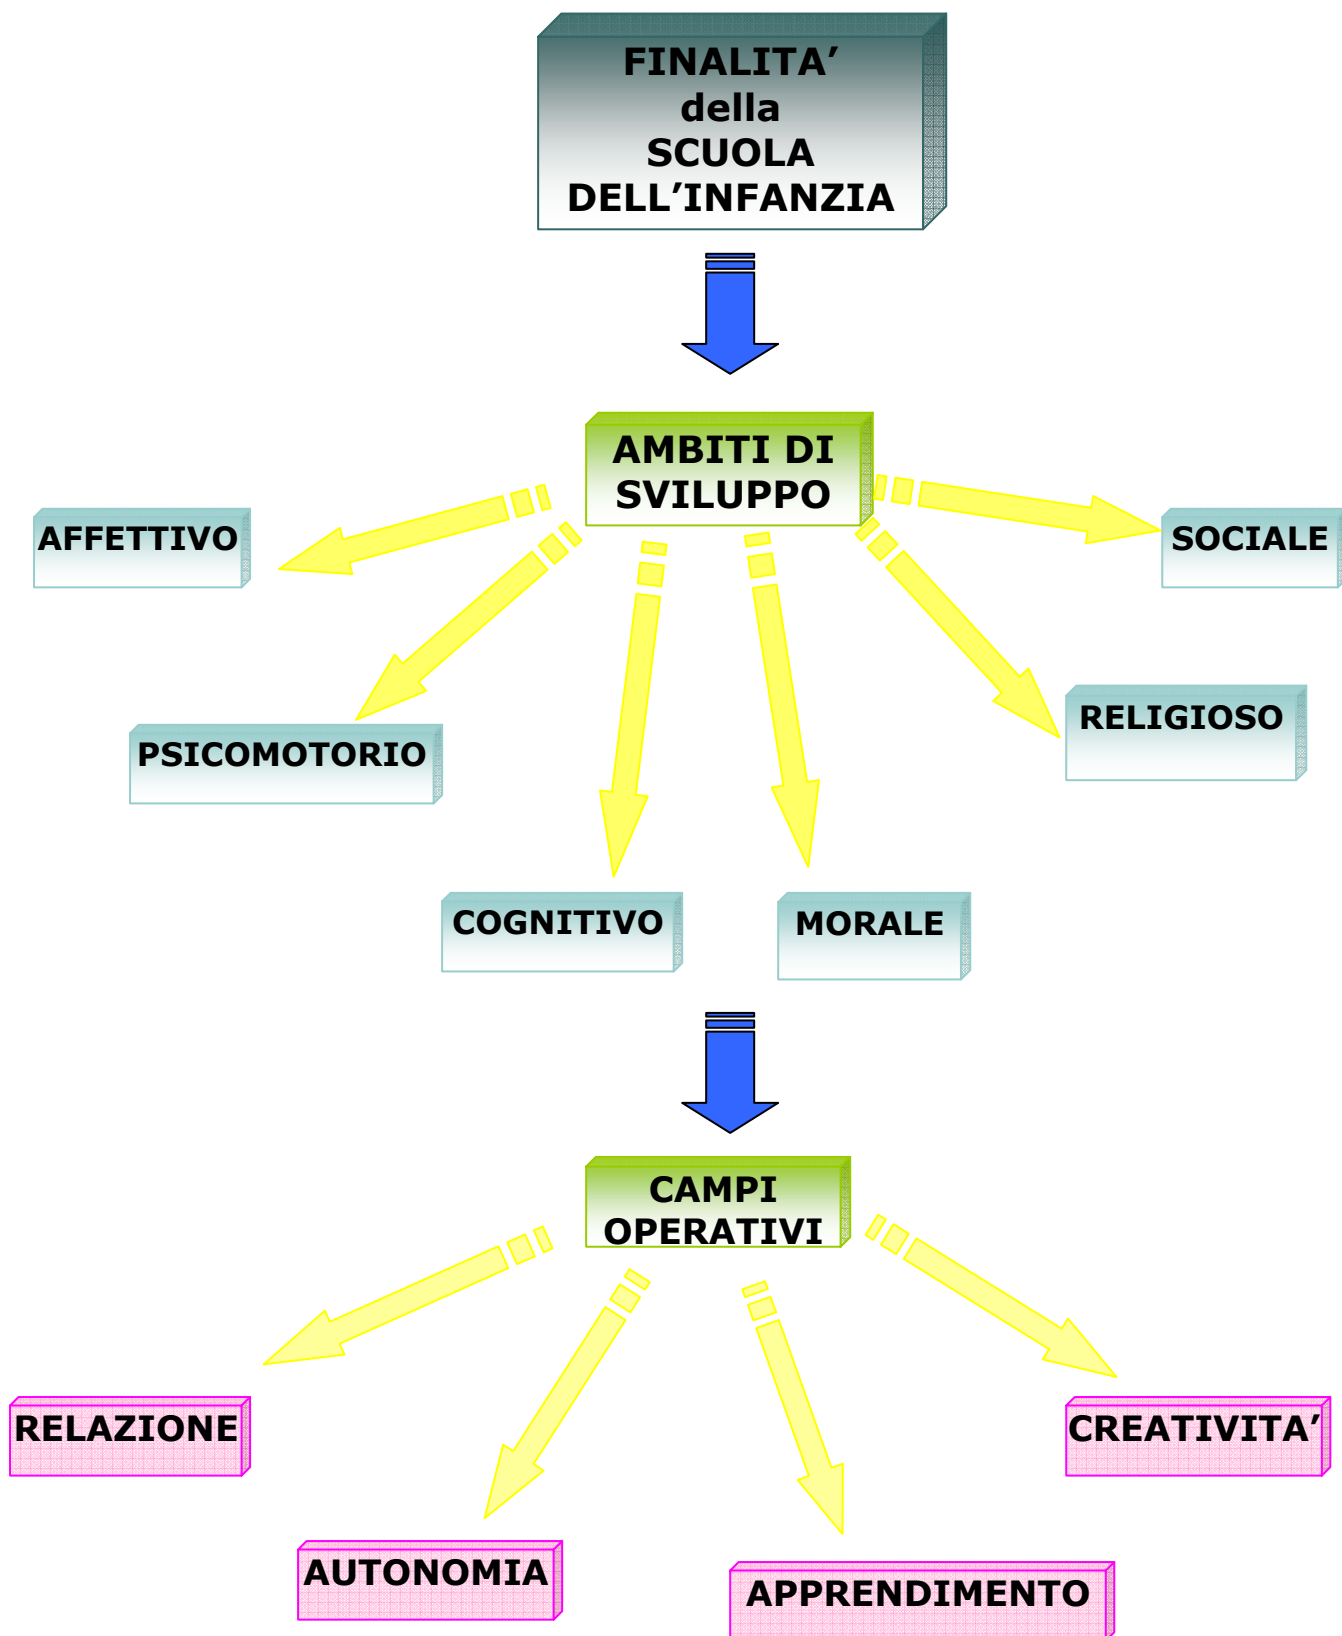 FINALITA’
della
SCUOLA
DELL’INFANZIA
AMBITI DI
SVILUPPO
AFFETTIVO
SOCIALE
PSICOMOTORIO
RELIGIOSO
COGNITIVO
MORALE
CAMPI
OPERATIVI
RELAZIONE
CREATIVITA’
AUTONOMIA
APPRENDIMENTO